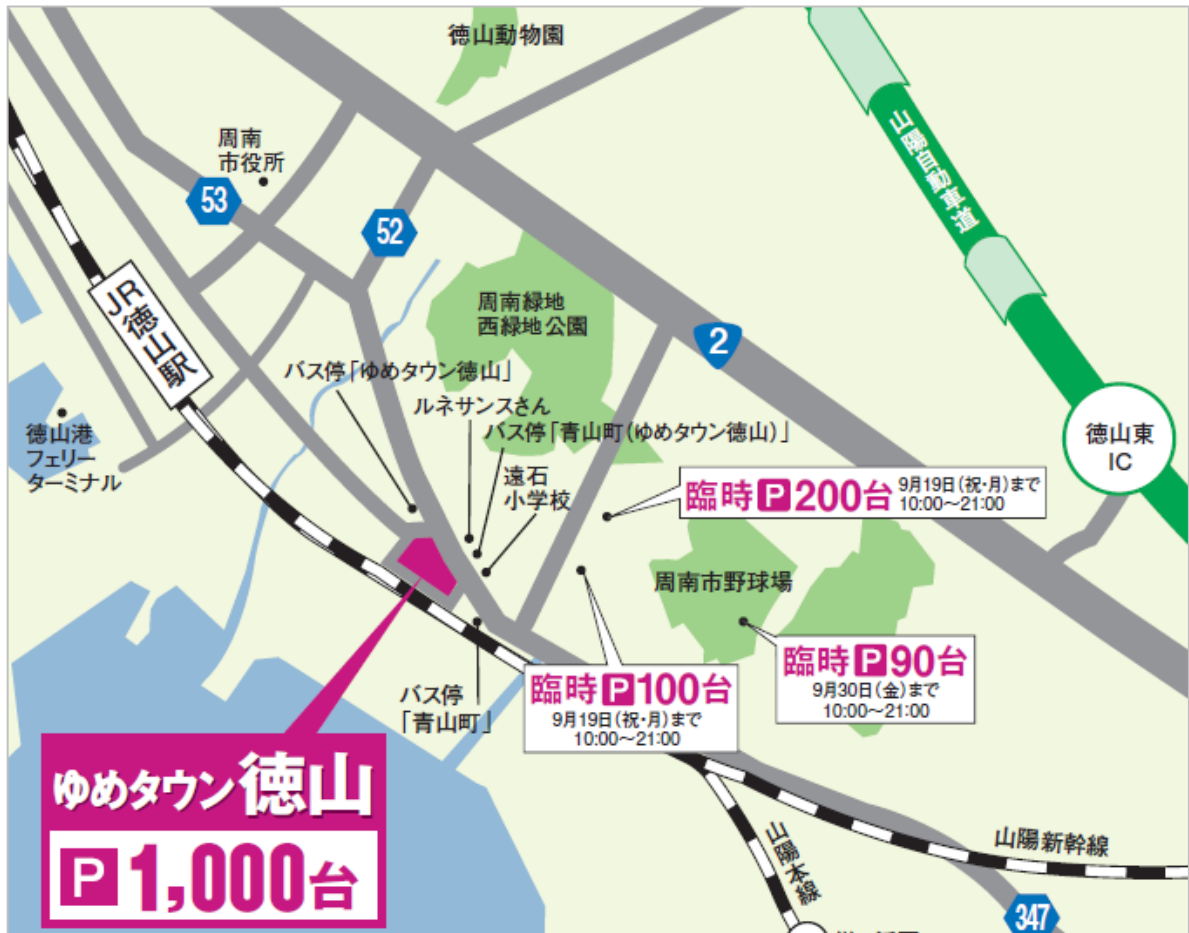 徳山動物園
山陽自動車道
周南
市役所
53
52
周南緑地
西緑地公園
2
JR
徳山駅
バス停「ゆめタウン徳山」
ルネサンスさん
バス停「青山町(ゆめタウン徳山)」
徳山東
IC
徳山港
フェリー
ターミナル
遠石
小学校
臨時P200台
9月19日(祝・月)まで
10:00〜21:00
周南市野球場
臨時P90台
9月30日(金)まで
10:00〜21:00
臨時P100台
9月19日(祝・月)まで
10:00〜21:00
バス停
「青山町」
ゆめタウン徳山
P1,000台
山陽新幹線
山陽本線
347